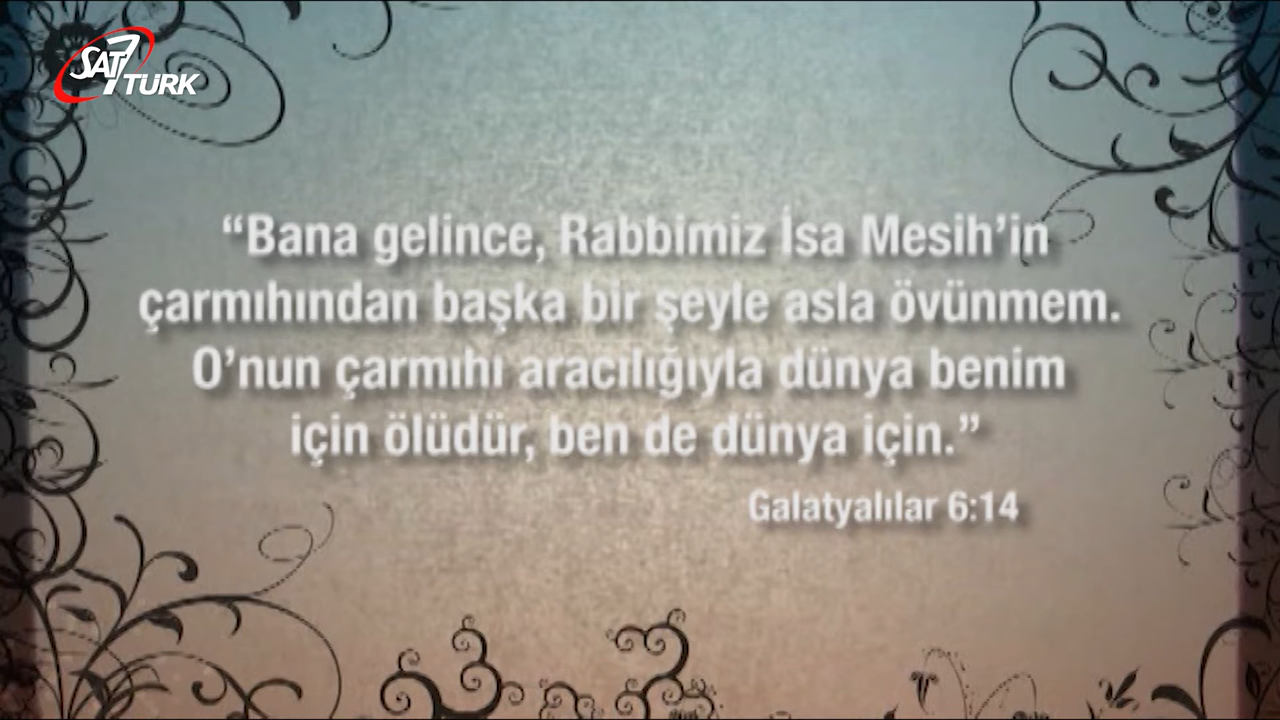 SAT7 TÜRK
“Bana gelince, Rabbimiz İsa Mesih’in
çarmıhından başka bir şeyle asla övünmem.
O’nun çarmıhı aracılığıyla dünya benim
için ölüdür, ben de dünya için.”
Galatyalılar 6:14